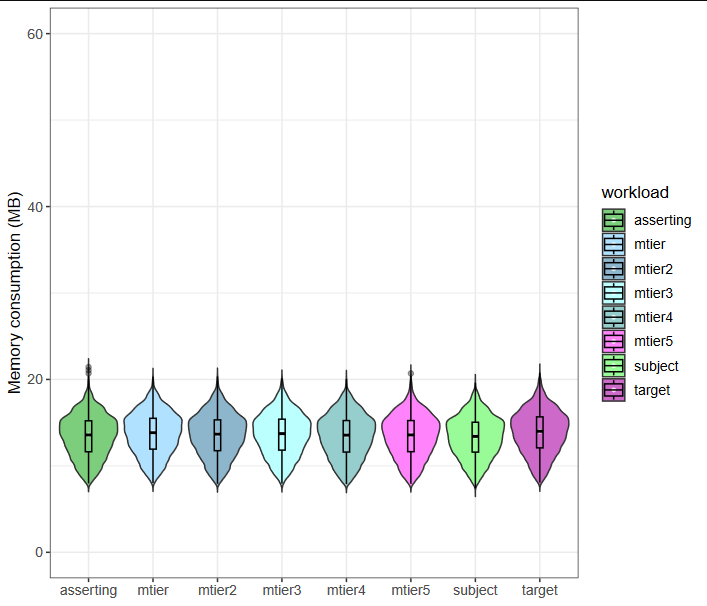 Memory consumption (MB)
60
40
20
0
asserting mtier mtier2 mtier3 mtier4 mtier5 subject target
workload
asserting
mtier
mtier2
mtier3
mtier4
mtier5
subject
target